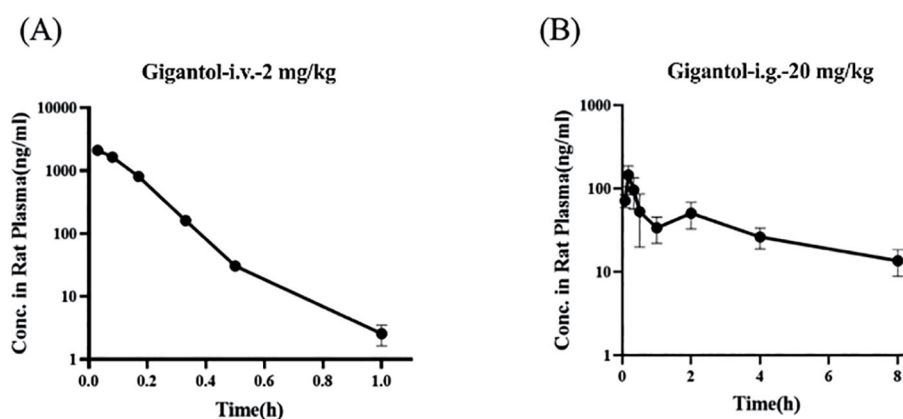 (A)
Gigantol-i.v.-2 mg/kg
Conc. in Rat Plasma(ng/ml)
10000
1000
100
10
1
0.0 0.2 0.4 0.6 0.8 1.0
Time(h)
(B)
Gigantol-i.g.-20 mg/kg
Conc. in Rat Plasma(ng/ml)
1000
100
10
1
0 2 4 6 8
Time(h)